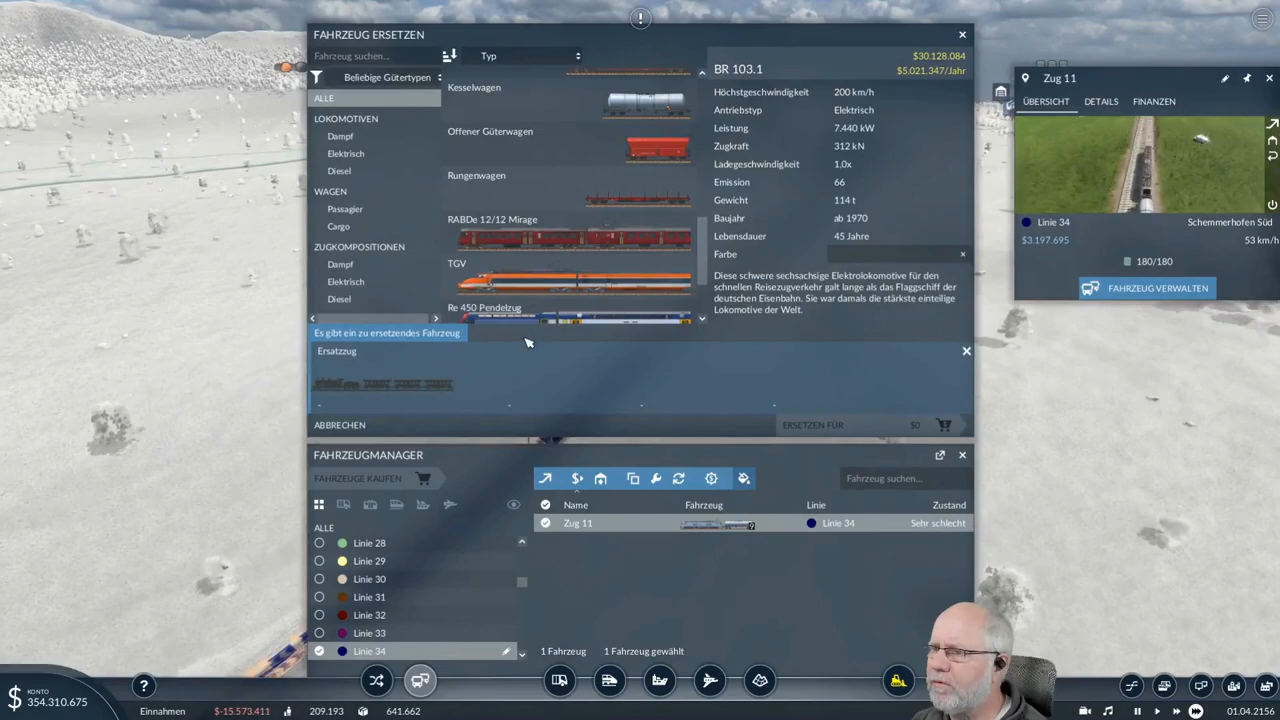 FAHRZEUG ERSETZEN
Fahrzeug suchen...
Typ
Beliebige Gütertypen
ALLE
LOKOMOTIVEN
Dampf
Elektrisch
Diesel
WAGEN
Passagier
Cargo
ZUGKOMPOSITIONEN
Dampf
Elektrisch
Diesel
Kesselwagen
Offener Güterwagen
Rungenwagen
RABDe 12/12 Mirage
TGV
Re 450 Pendelzug
$30.128.084
BR 103.1
$5.021.347/Jahr
Höchstgeschwindigkeit 200 km/h
Antriebstyp Elektrisch
Leistung 7.440 kW
Zugkraft 312 kN
Ladegeschwindigkeit 1,0x
Emission 66
Gewicht 114 t
Baujahr ab 1970
Lebensdauer 45 Jahre
Farbe
Diese schwere sechsachsige Elektrolokomotive für den
schnellen Reisezugverkehr galt lange als das Flaggschiff der
deutschen Eisenbahn. Sie war damals die stärkste einteilige
Lokomotive der Welt.
Es gibt ein zu ersetzendes Fahrzeug
Ersatzzug
- - - -
ABBRECHEN
ERSETZEN FÜR $0
Zug 11
ÜBERSICHT DETAILS FINANZEN
Linie 34 Schemmerhofen Süd
$3.197.695 53 km/h
180/180
FAHRZEUG VERWALTEN
FAHRZEUGMANAGER
FAHRZEUGE KAUFEN
Fahrzeug suchen...
Name Fahrzeug Linie Zustand
Zug 11 Linie 34 Sehr schlecht
ALLE
Linie 28
Linie 29
Linie 30
Linie 31
Linie 32
Linie 33
Linie 34
1 Fahrzeug 1 Fahrzeug gewählt
$ KONTO
354.310.675
?
Einnahmen $-15.573.411 209.193 641.662
01.04.2156